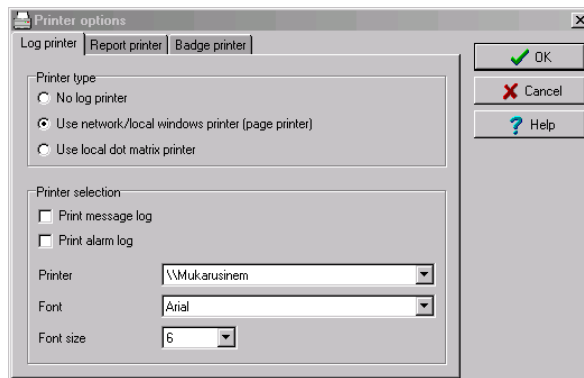 Printer options
Log printer Report printer Badge printer
OK
Cancel
Help
Printer type
No log printer
Use network/local windows printer (page printer)
Use local dot matrix printer
Printer selection
Print message log
Print alarm log
Printer \\Mukarusinem
Font Arial
Font size 6